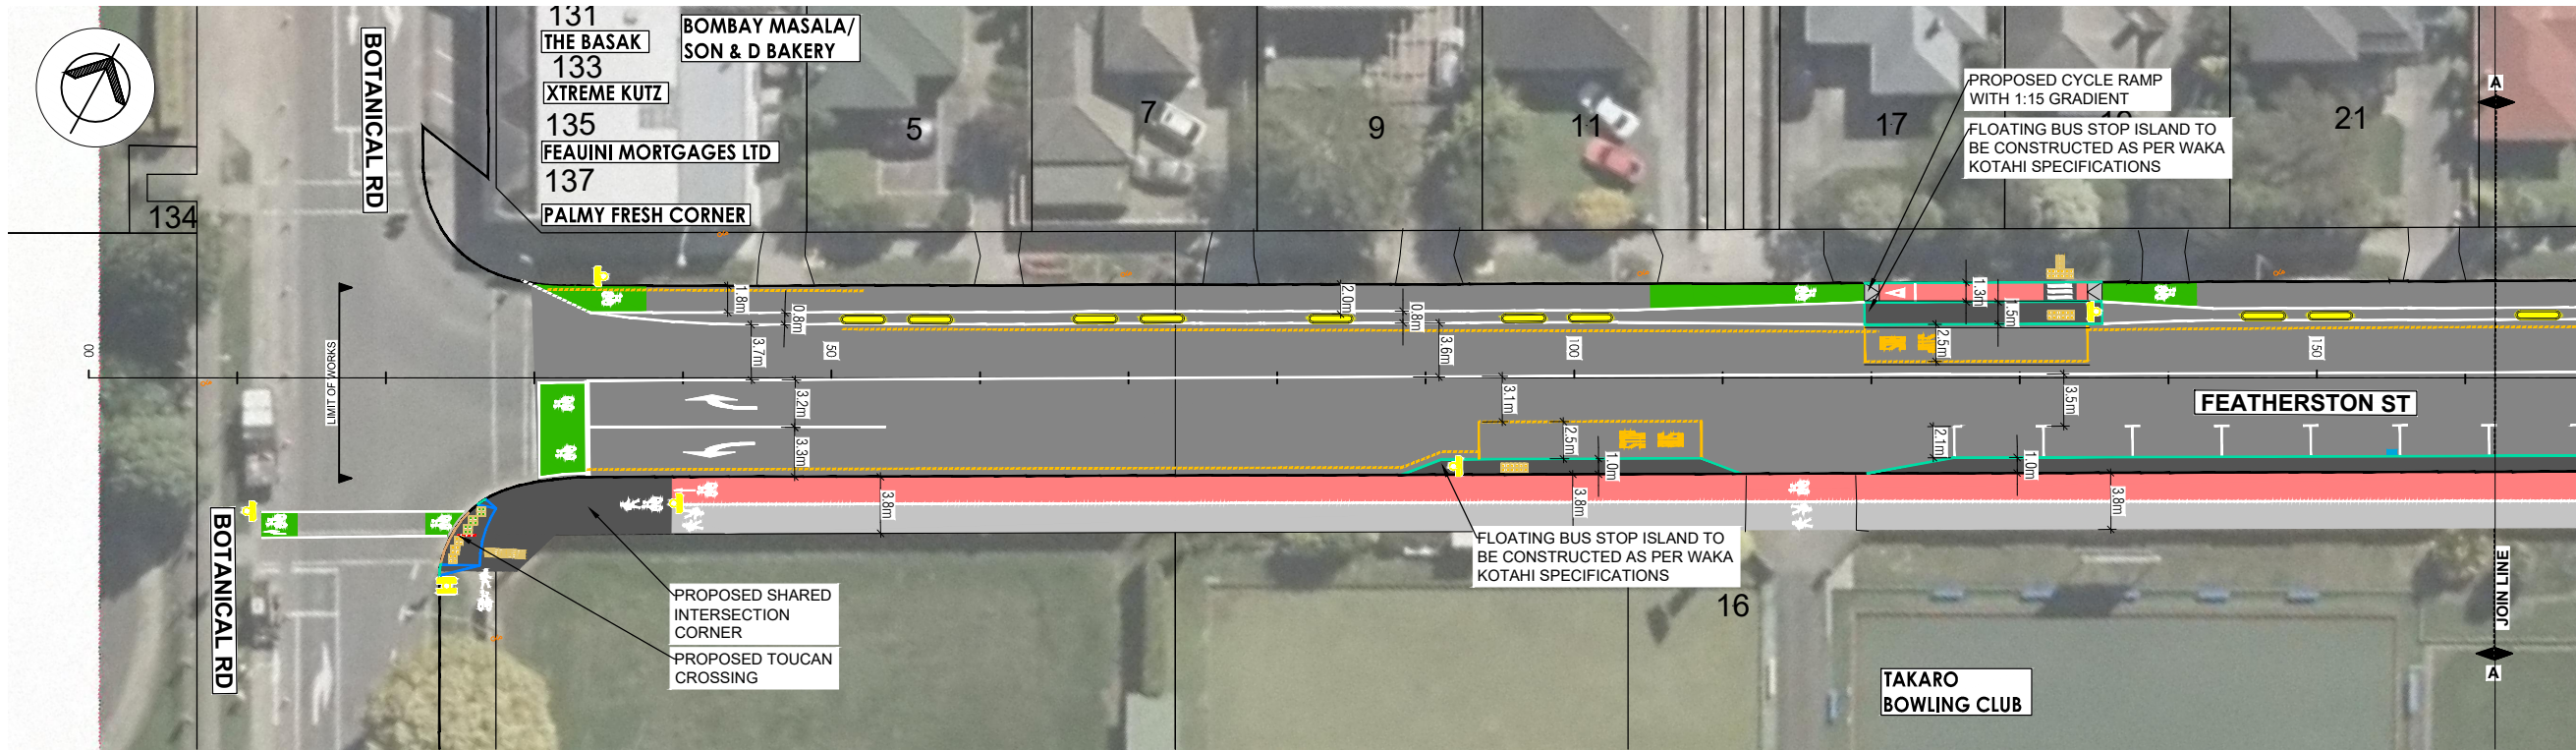 131
THE BASAK
133
XTREME KUTZ
135
FEAUINI MORTGAGES LTD
137
PALMY FRESH CORNER
BOMBAY MASALA/
SON & D BAKERY
BOTANICAL RD
134
5
7
9
11
17
21
PROPOSED CYCLE RAMP
WITH 1:15 GRADIENT
FLOATING BUS STOP ISLAND TO
BE CONSTRUCTED AS PER WAKA
KOTAHI SPECIFICATIONS
A
LIMIT OF WORKS
00
50
100
150
1.8m
0.8m
3.7m
2.0m
0.8m
3.6m
1.3m
2.5m
3.2m
3.3m
3.1m
2.5m
1.0m
3.5m
2.1m
1.0m
3.8m
3.8m
3.8m
FEATHERSTON ST
BOTANICAL RD
PROPOSED SHARED
INTERSECTION
CORNER
PROPOSED TOUCAN
CROSSING
FLOATING BUS STOP ISLAND TO
BE CONSTRUCTED AS PER WAKA
KOTAHI SPECIFICATIONS
16
TAKARO
BOWLING CLUB
JOIN LINE
A